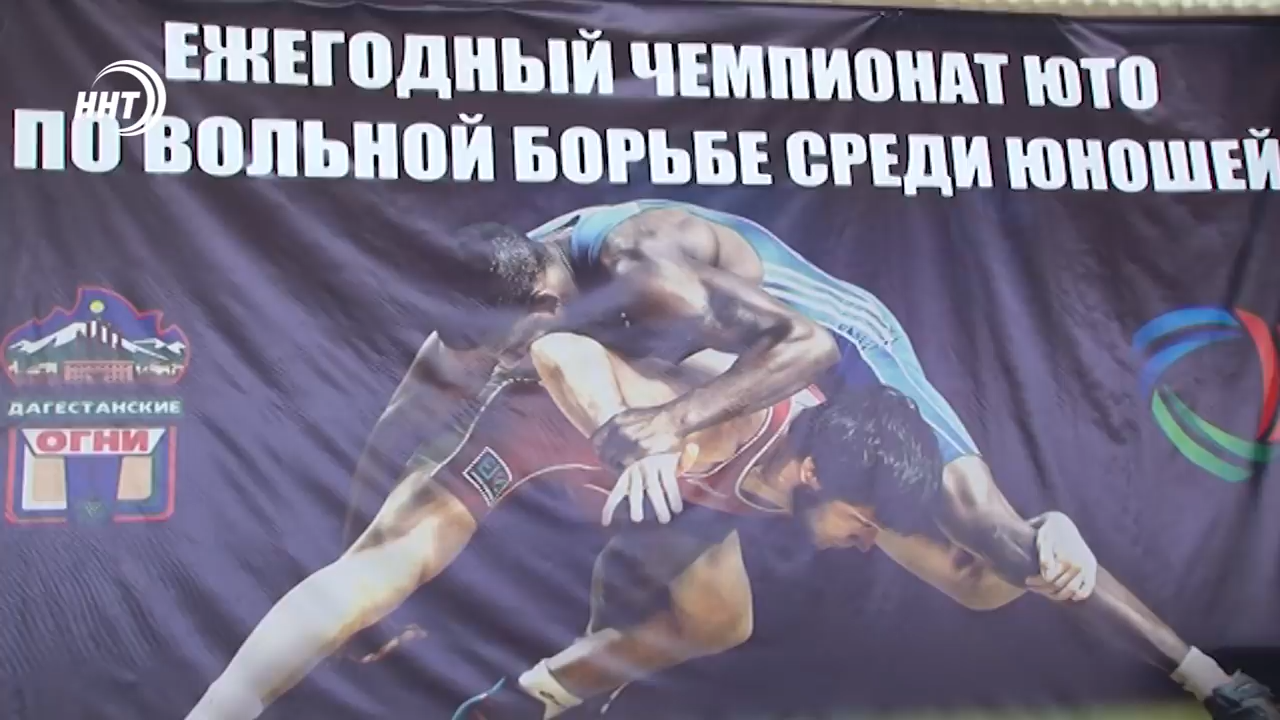 ЕЖЕГОДНЫЙ ЧЕМПИОНАТ ЮТО
ННТ
ПО ВОЛЬНОЙ БОРЬБЕ СРЕДИ ЮНОШЕЙ
ДАГЕСТАНСКИЕ
ОГНИ